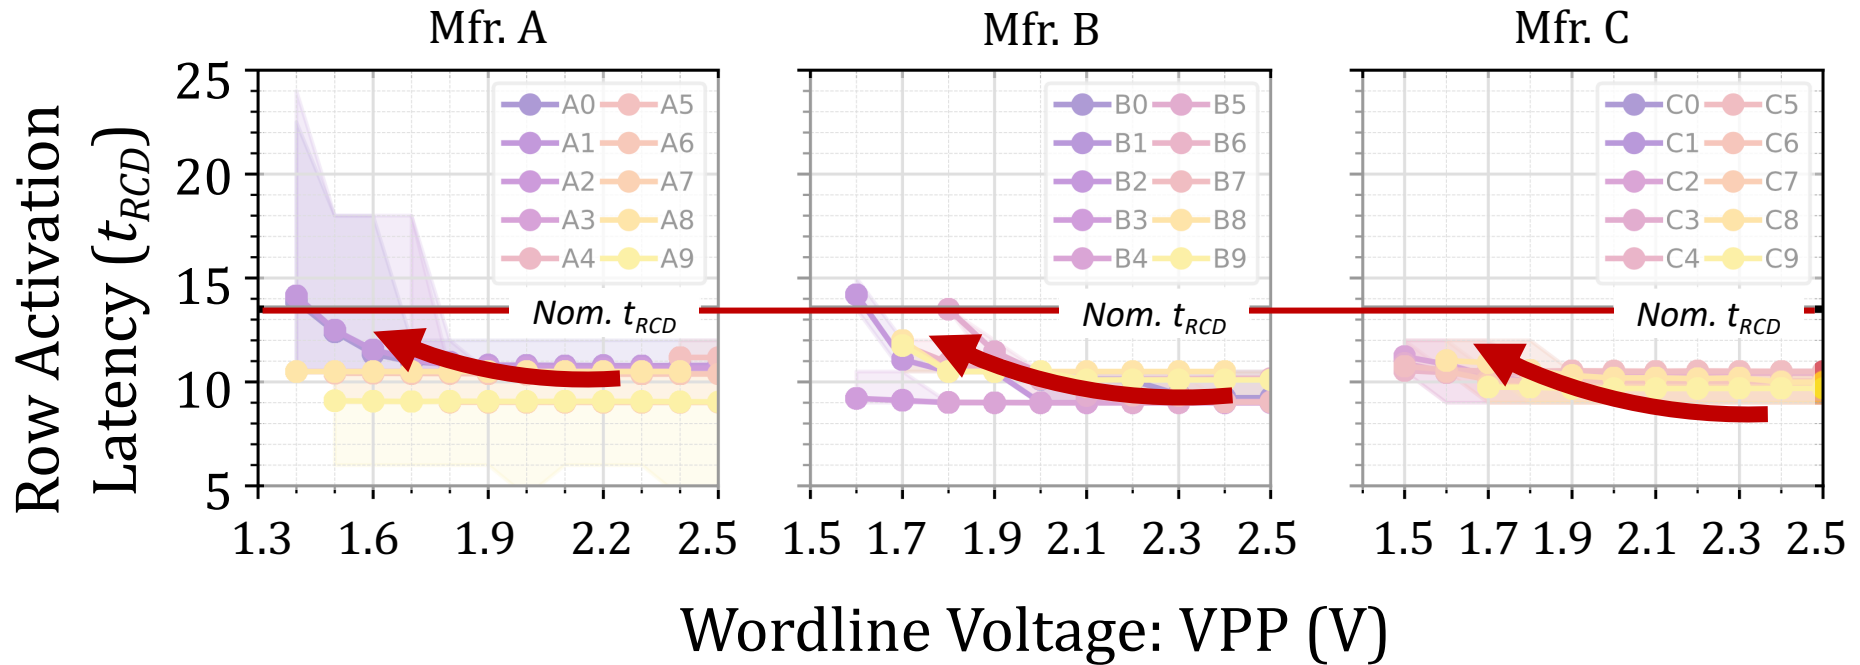 Mfr. A
Mfr. B
Mfr. C
Row Activation
Latency (tRCD)
25
20
15
10
5
A0 A5
A1 A6
A2 A7
A3 A8
A4 A9
Nom. tRCD
1.3 1.6 1.9 2.2 2.5
B0 B5
B1 B6
B2 B7
B3 B8
B4 B9
Nom. tRCD
1.5 1.7 1.9 2.1 2.3 2.5
C0 C5
C1 C6
C2 C7
C3 C8
C4 C9
Nom. tRCD
1.5 1.7 1.9 2.1 2.3 2.5
Wordline Voltage: VPP (V)